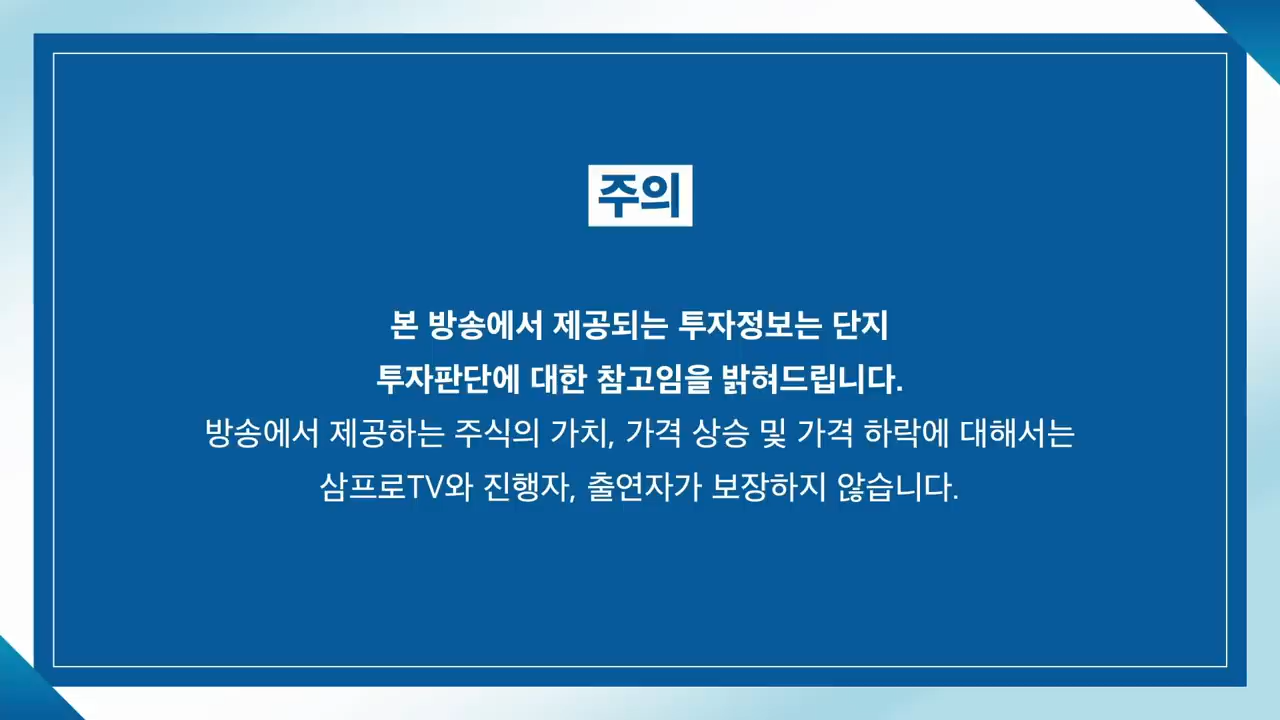 주의
본 방송에서 제공되는 투자정보는 단지
투자판단에 대한 참고임을 밝혀드립니다.
방송에서 제공하는 주식의 가치, 가격 상승 및 가격 하락에 대해서는
삼프로TV와 진행자, 출연자가 보장하지 않습니다.